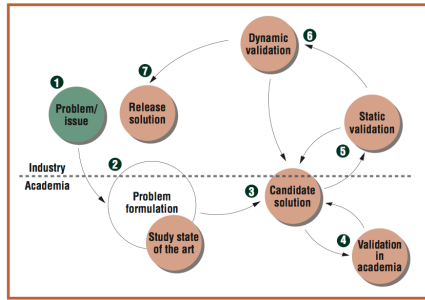 Dynamic
validation
6
7
Release
solution
1
Problem/
issue
Static
validation
5
Industry
Academia
2
Problem
formulation
Study state
of the art
3
Candidate
solution
4
Validation
in
academia